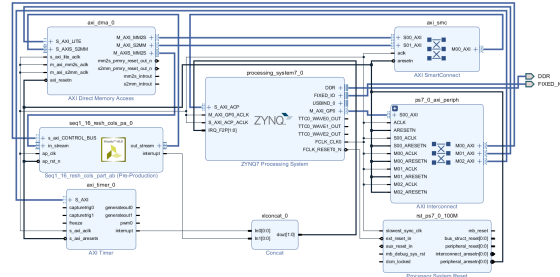 axi_dma_0
S_AXI_LITE
S_AXIS_S2MM
s_axi_lite_aclk
m_axi_mm2s_aclk
m_axi_s2mm_aclk
axi_resetn
M_AXI_MM2S
M_AXI_S2MM
M_AXIS_MM2S
mm2s_prmry_reset_out_n
s2mm_prmry_reset_out_n
mm2s_introut
s2mm_introut
AXI Direct Memory Access
axi_smc
S00_AXI
S01_AXI
aclk
aresetn
M00_AXI
AXI SmartConnect
DDR
FIXED_IO
processing_system7_0
S_AXI_ACP
M_AXI_GP0_ACLK
S_AXI_ACP_ACLK
IRQ_F2P[1:0]
ZYNQ
DDR
FIXED_IO
USBIND_0
M_AXI_GP0
TTC0_WAVE0_OUT
TTC0_WAVE1_OUT
TTC0_WAVE2_OUT
FCLK_CLK0
FCLK_RESET0_N
ZYNQ7 Processing System
ps7_0_axi_periph
S00_AXI
ACLK
ARESETN
S00_ACLK
S00_ARESETN
M00_ACLK
M00_ARESETN
M01_ACLK
M01_ARESETN
M02_ACLK
M02_ARESETN
M00_AXI
M01_AXI
M02_AXI
AXI Interconnect
seq1_16_resh_cols_pa_0
s_axi_CONTROL_BUS
in_stream
ap_clk
ap_rst_n
out_stream
interrupt
Seq1_16_resh_cols_part_ab (Pre-Production)
axi_timer_0
S_AXI
capturetrig0
capturetrig1
freeze
s_axi_aclk
s_axi_aresetn
generateout0
generateout1
pwm0
interrupt
AXI Timer
xlconcat_0
In0[0:0]
In1[0:0]
dout[1:0]
Concat
rst_ps7_0_100M
slowest_sync_clk
ext_reset_in
aux_reset_in
mb_debug_sys_rst
dcm_locked
mb_reset
bus_struct_reset[0:0]
peripheral_reset[0:0]
interconnect_aresetn[0:0]
peripheral_aresetn[0:0]
Processor System Reset